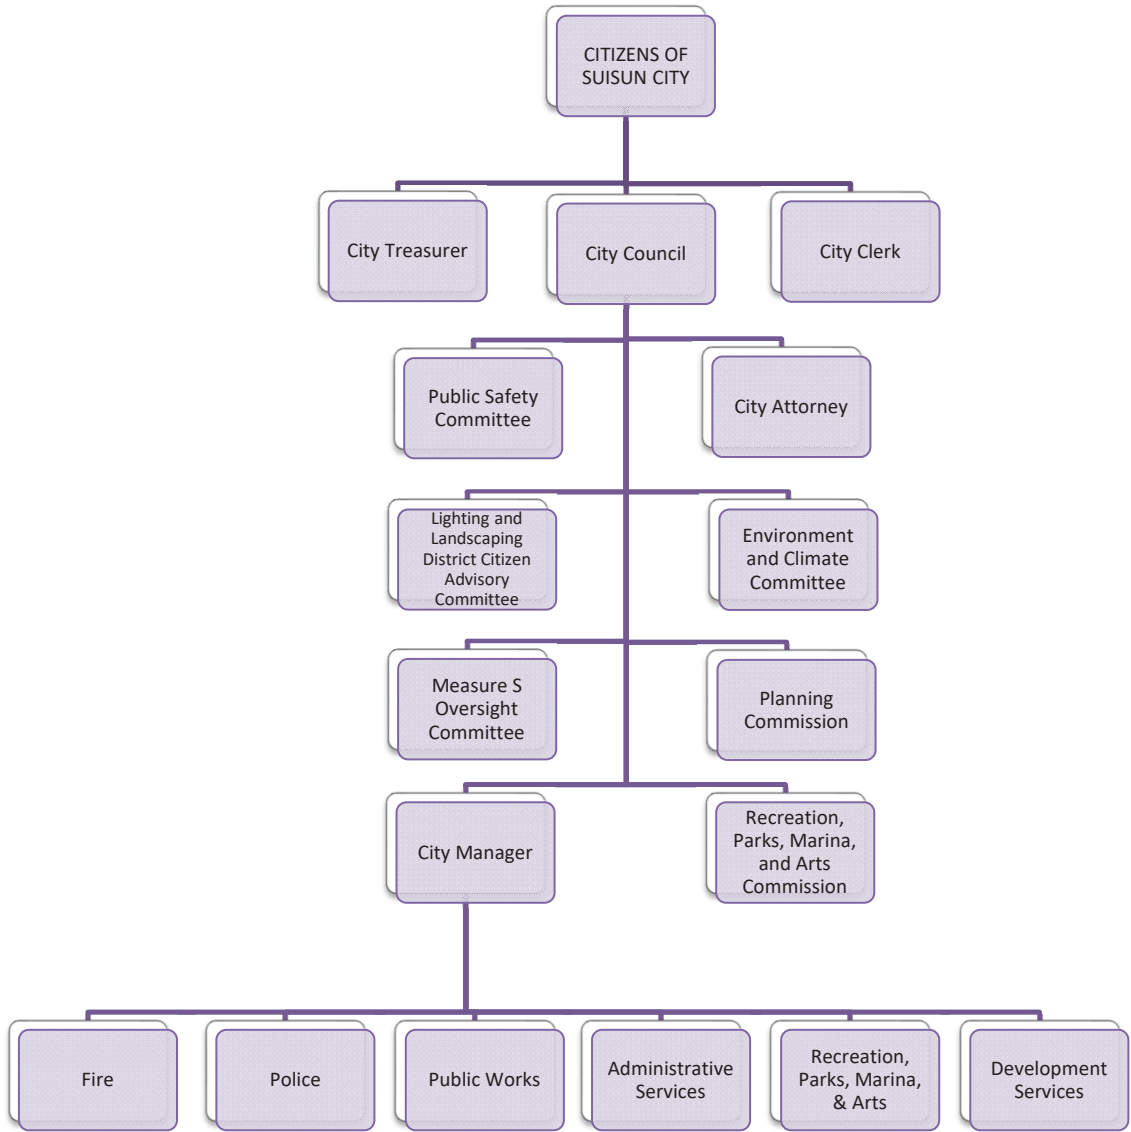 CITIZENS OF
SUISUN CITY
City Treasurer
City Council
City Clerk
Public Safety
Committee
City Attorney
Lighting and
Landscaping
District Citizen
Advisory
Committee
Environment
and Climate
Committee
Measure S
Oversight
Committee
Planning
Commission
City Manager
Recreation,
Parks, Marina,
and Arts
Commission
Fire
Police
Public Works
Administrative
Services
Recreation,
Parks, Marina,
& Arts
Development
Services